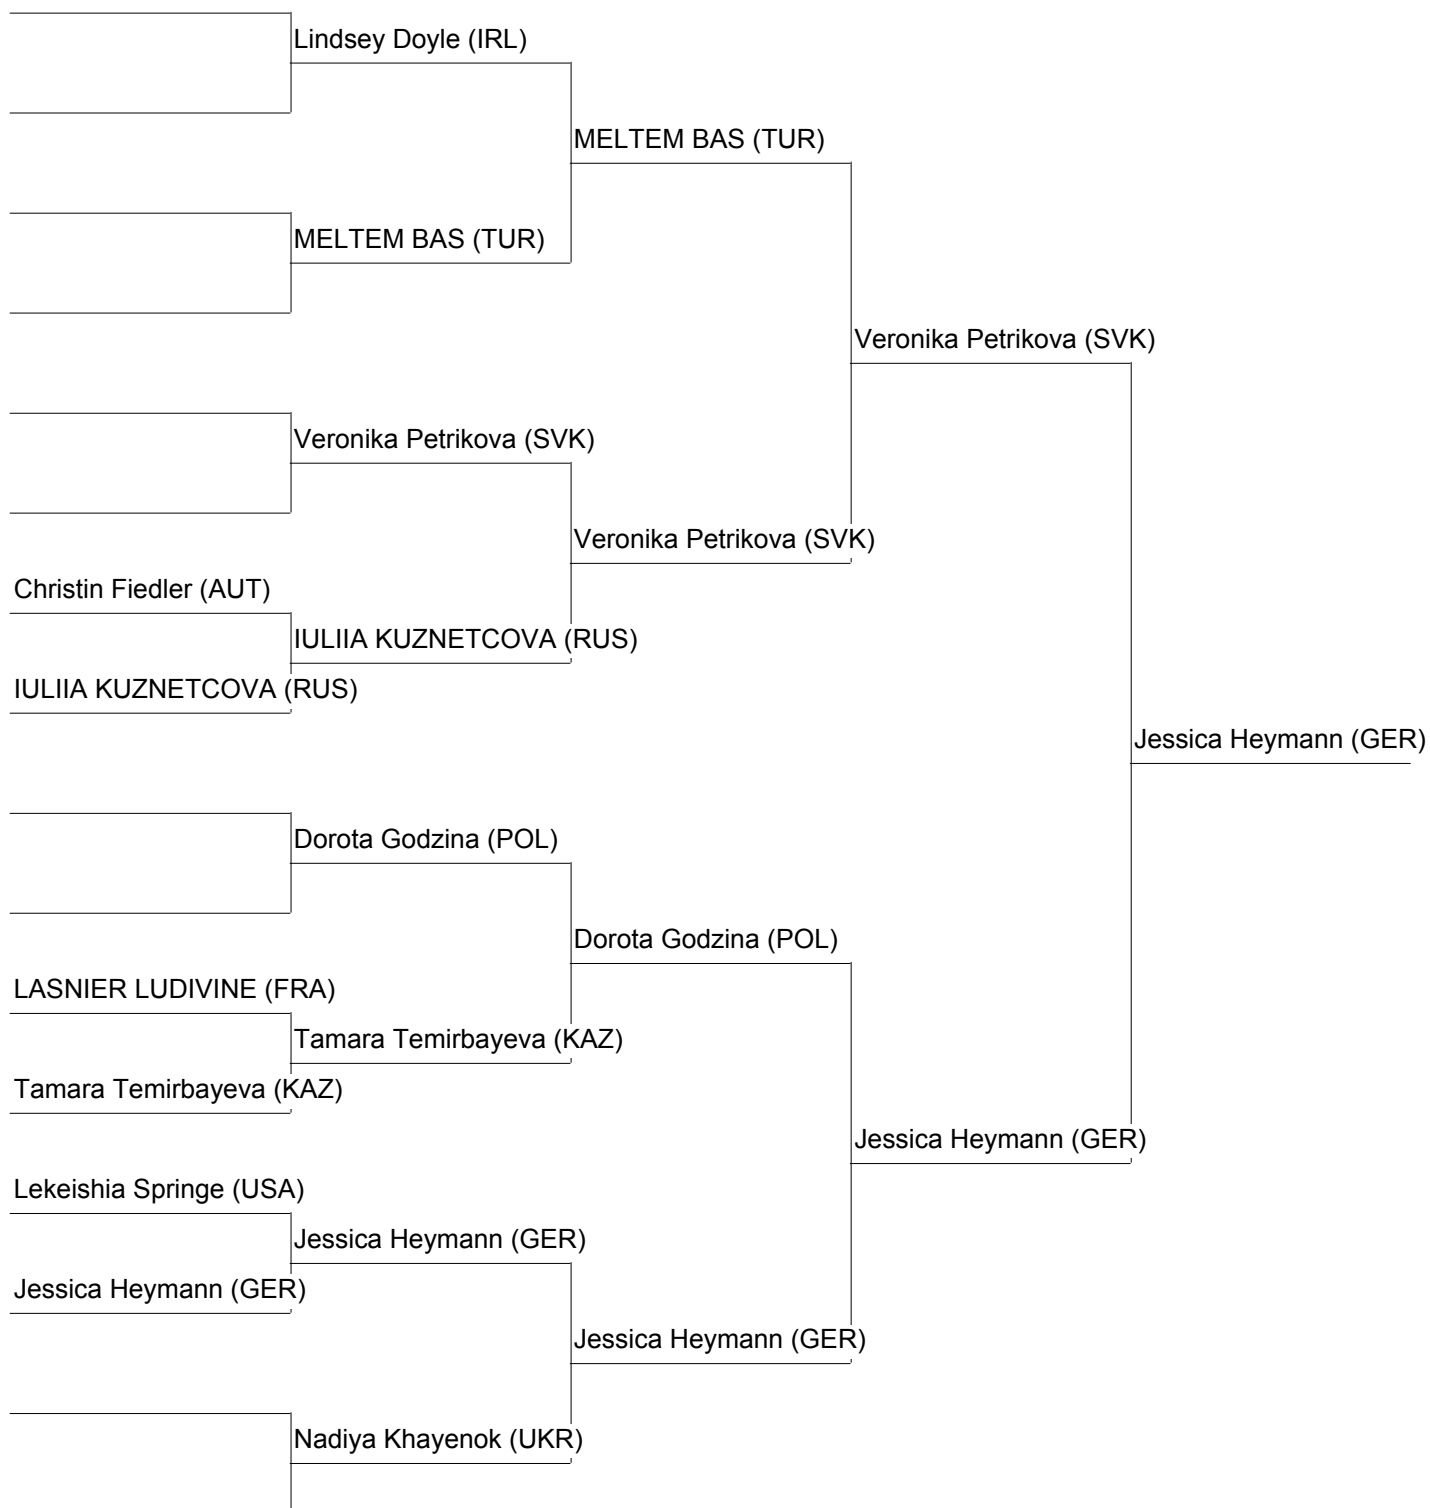 Lindsey Doyle (IRL)
MELTEM BAS (TUR)
MELTEM BAS (TUR)
Veronika Petrikova (SVK)
Veronika Petrikova (SVK)
Veronika Petrikova (SVK)
Christin Fiedler (AUT)
IULIIA KUZNETCOVA (RUS)
IULIIA KUZNETCOVA (RUS)
Jessica Heymann (GER)
Dorota Godzina (POL)
Dorota Godzina (POL)
LASNIER LUDIVINE (FRA)
Tamara Temirbayeva (KAZ)
Tamara Temirbayeva (KAZ)
Jessica Heymann (GER)
Lekeishia Springe (USA)
Jessica Heymann (GER)
Jessica Heymann (GER)
Jessica Heymann (GER)
Nadiya Khayenok (UKR)